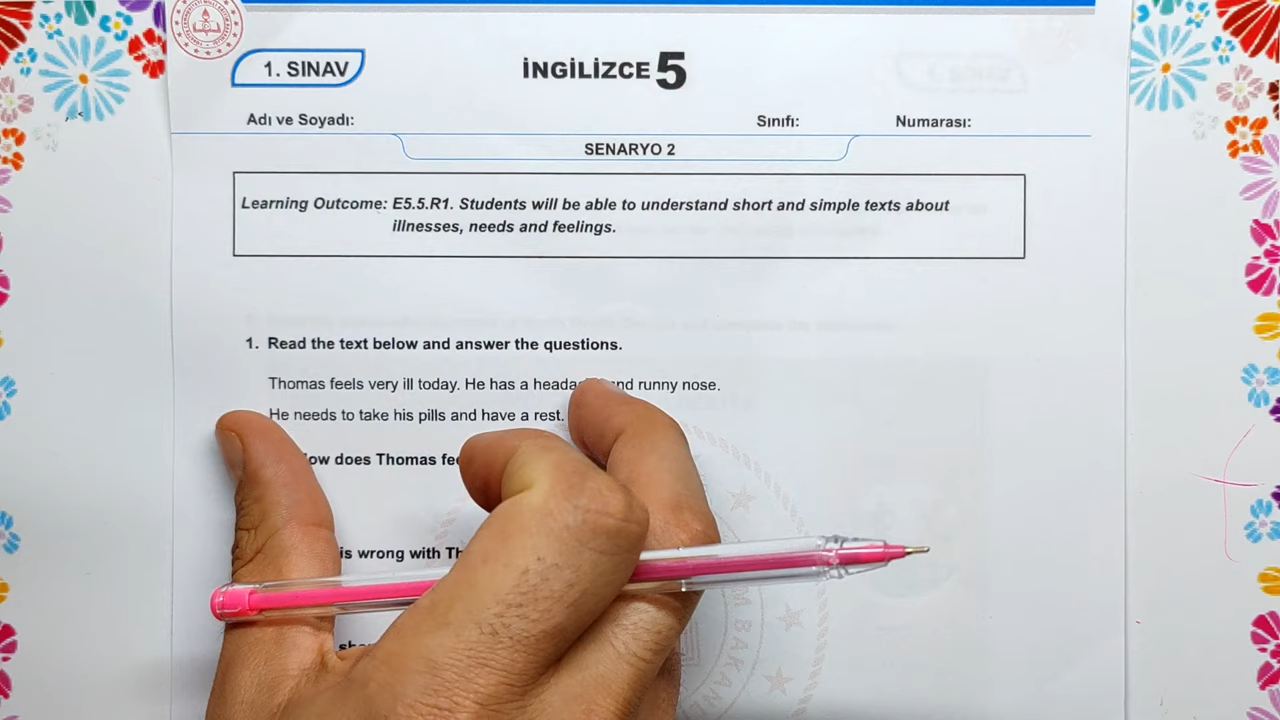 1. SINAV
İNGİLİZCE 5
Adı ve Soyadı: Sınıfı: Numarası:
SENARYO 2
Learning Outcome: E5.5.R1. Students will be able to understand short and simple texts about
illnesses, needs and feelings.
1. Read the text below and answer the questions.
Thomas feels very ill today. He has a runny nose.
He needs to take his pills and have a rest.
does Thomas
is wrong with